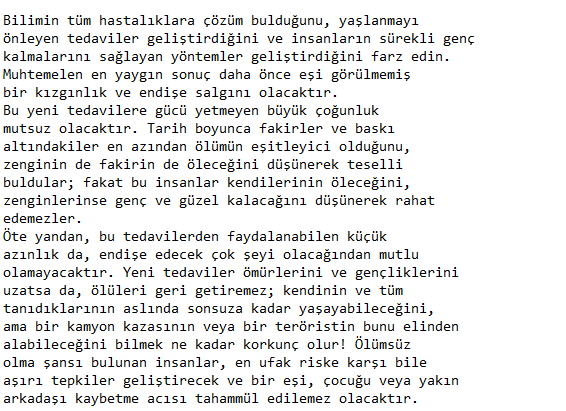 Bilimin tüm hastalıklara çözüm bulduğunu, yaşlanmayı
önleyen tedaviler geliştirdiğini ve insanların sürekli genç
kalmalarını sağlayan yöntemler geliştirdiğini farz edin.
Muhtemelen en yaygın sonuç daha önce eşi görülmemiş
bir kızgınlık ve endişe salgını olacaktır.
Bu yeni tedavilere gücü yetmeyen büyük çoğunluk
mutsuz olacaktır. Tarih boyunca fakirler ve baskı
altındakiler en azından ölümün eşitleyici olduğunu,
zenginin de fakirin de öleceğini düşünerek teselli
buldular; fakat bu insanlar kendilerinin öleceğini,
zenginlerinse genç ve güzel kalacağını düşünerek rahat
edemezler.
Öte yandan, bu tedavilerden faydalanabilen küçük
azınlık da, endişe edecek çok şeyi olacağından mutlu
olamayacaktır. Yeni tedaviler ömürlerini ve gençliklerini
uzatsa da, ölüleri geri getiremez; kendinin ve tüm
tanıdıklarının aslında sonsuza kadar yaşayabileceğini,
ama bir kamyon kazasının veya bir teröristin bunu elinden
alabileceğini bilmek ne kadar korkunç olur! Ölümsüz
olma şansı bulunan insanlar, en ufak riske karşı bile
aşırı tepkiler geliştirecek ve bir eşi, çocuğu veya yakın
arkadaşı kaybetme acısı tahammül edilemez olacaktır.